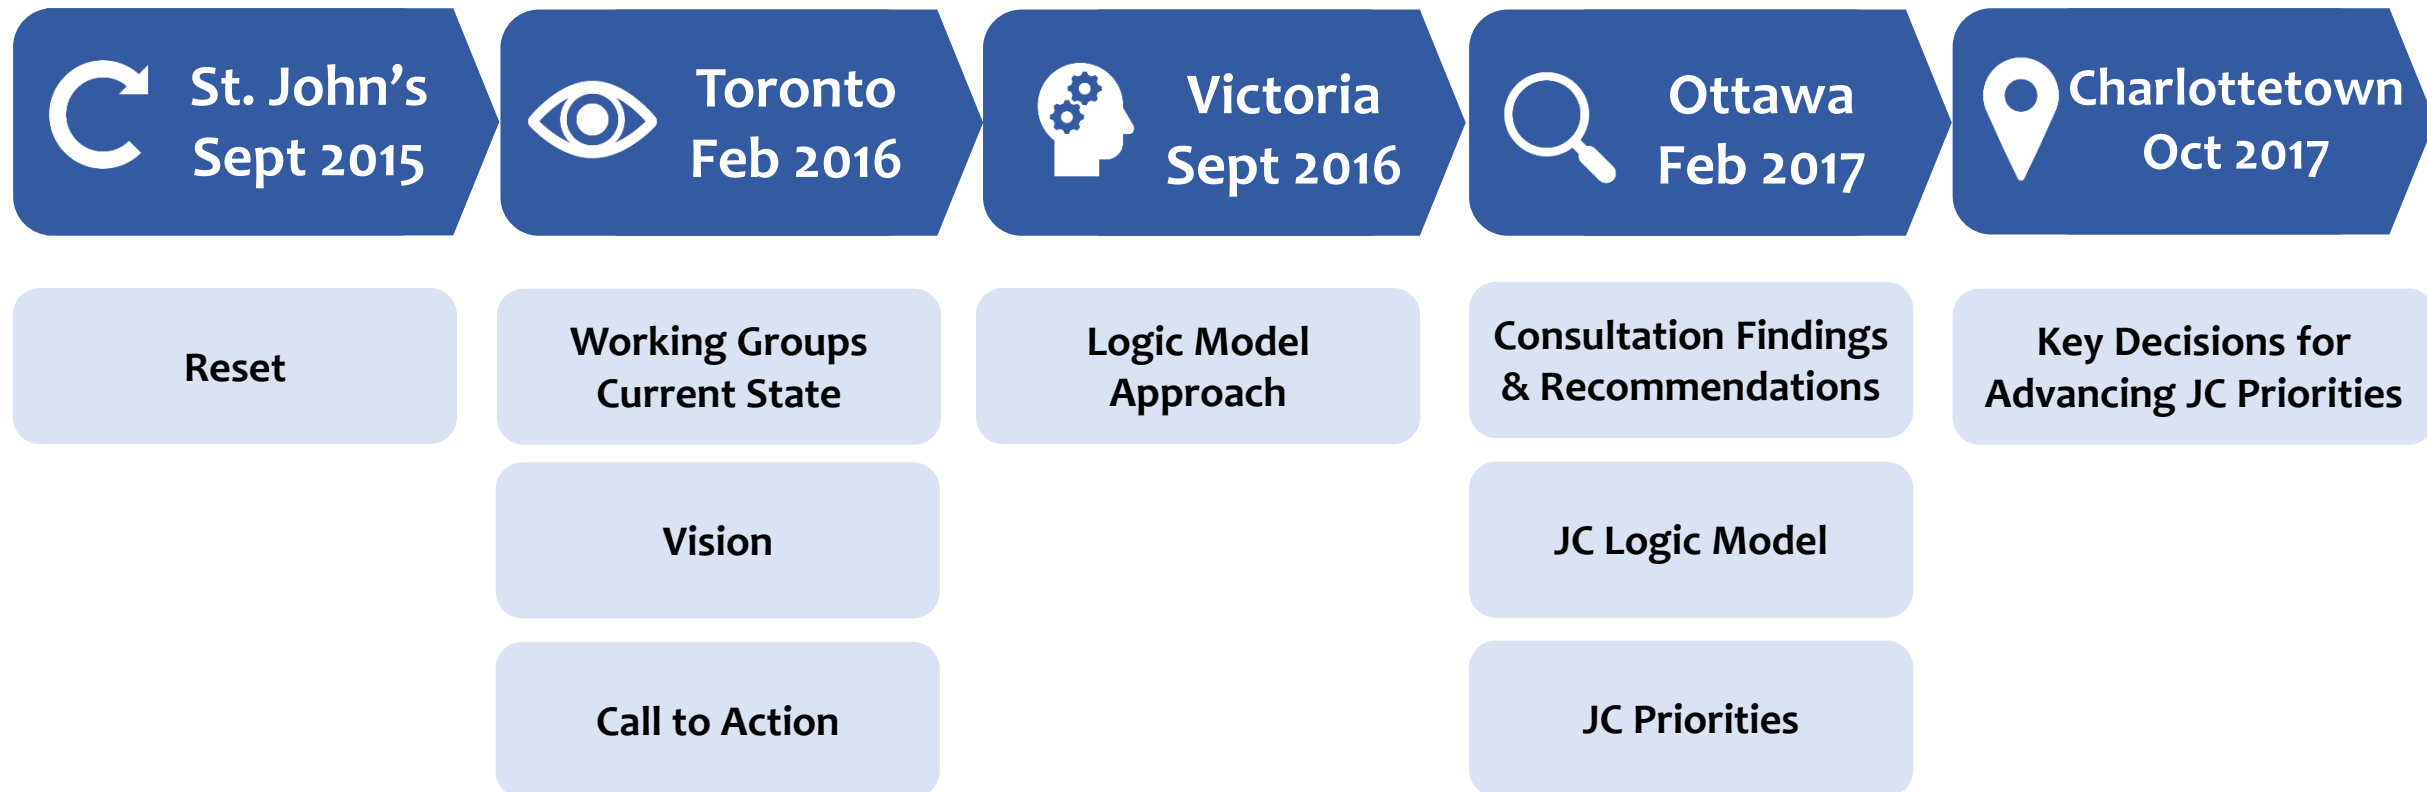 St. John’s
Sept 2015
Toronto
Feb 2016
Victoria
Sept 2016
Ottawa
Feb 2017
Charlottetown
Oct 2017
Reset
Working Groups
Current State
Logic Model
Approach
Consultation Findings
& Recommendations
Key Decisions for
Advancing JC Priorities
Vision
JC Logic Model
Call to Action
JC Priorities